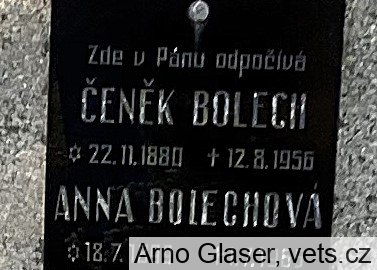 Zde v Pánu odpočívá
ČENĚK BOLECH
✩ 22.11.1880 + 12.8.1956
ANNA BOLECHOVÁ
✩ 18.7.
Arno Glaser, vets.cz